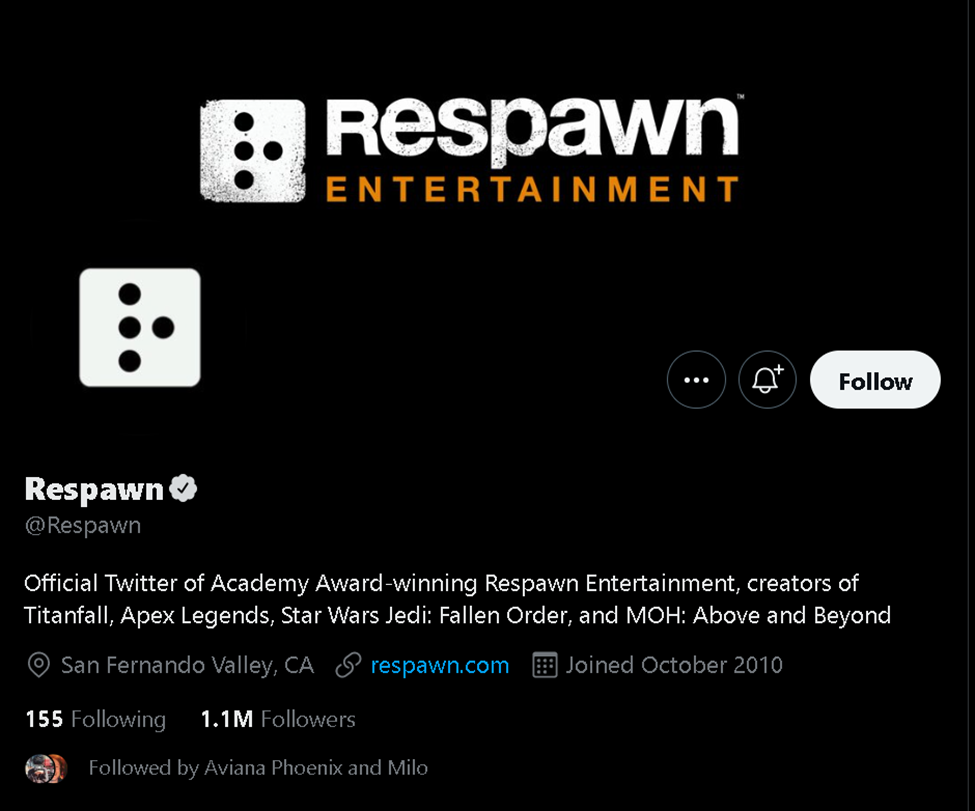 Respawn™
ENTERTAINMENT
Follow
Respawn
@Respawn
Official Twitter of Academy Award-winning Respawn Entertainment, creators of
Titanfall, Apex Legends, Star Wars Jedi: Fallen Order, and MOH: Above and Beyond
San Fernando Valley, CA respawn.com Joined October 2010
155 Following 1.1M Followers
Followed by Aviana Phoenix and Milo